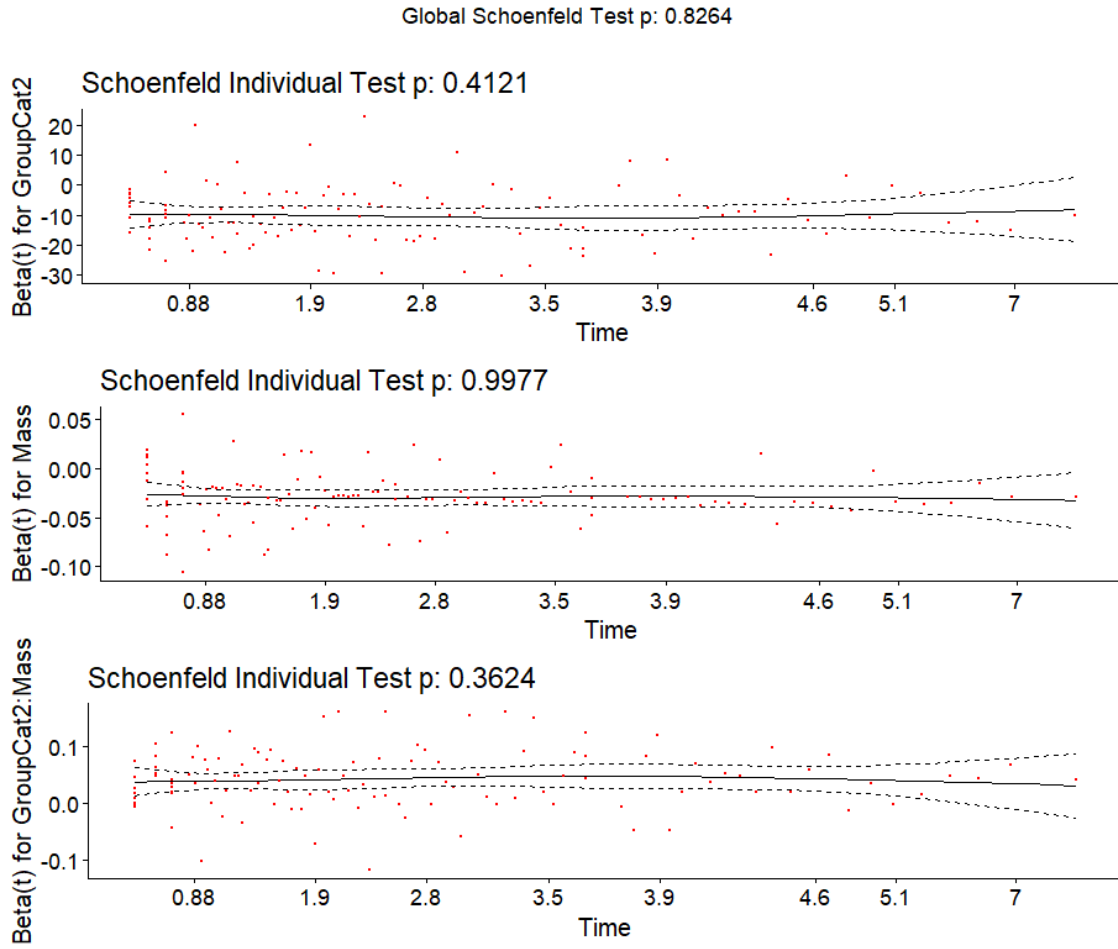 Global Schoenfeld Test p: 0.8264
Schoenfeld Individual Test p: 0.4121
Beta(t) for GroupCat2
20
10
0
-10
-20
-30
0.88 1.9 2.8 3.5 3.9 4.6 5.1 7
Time
Schoenfeld Individual Test p: 0.9977
Beta(t) for Mass
0.05
0.00
-0.05
-0.10
0.88 1.9 2.8 3.5 3.9 4.6 5.1 7
Time
Schoenfeld Individual Test p: 0.3624
Beta(t) for GroupCat2:Mass
0.1
0.0
-0.1
0.88 1.9 2.8 3.5 3.9 4.6 5.1 7
Time